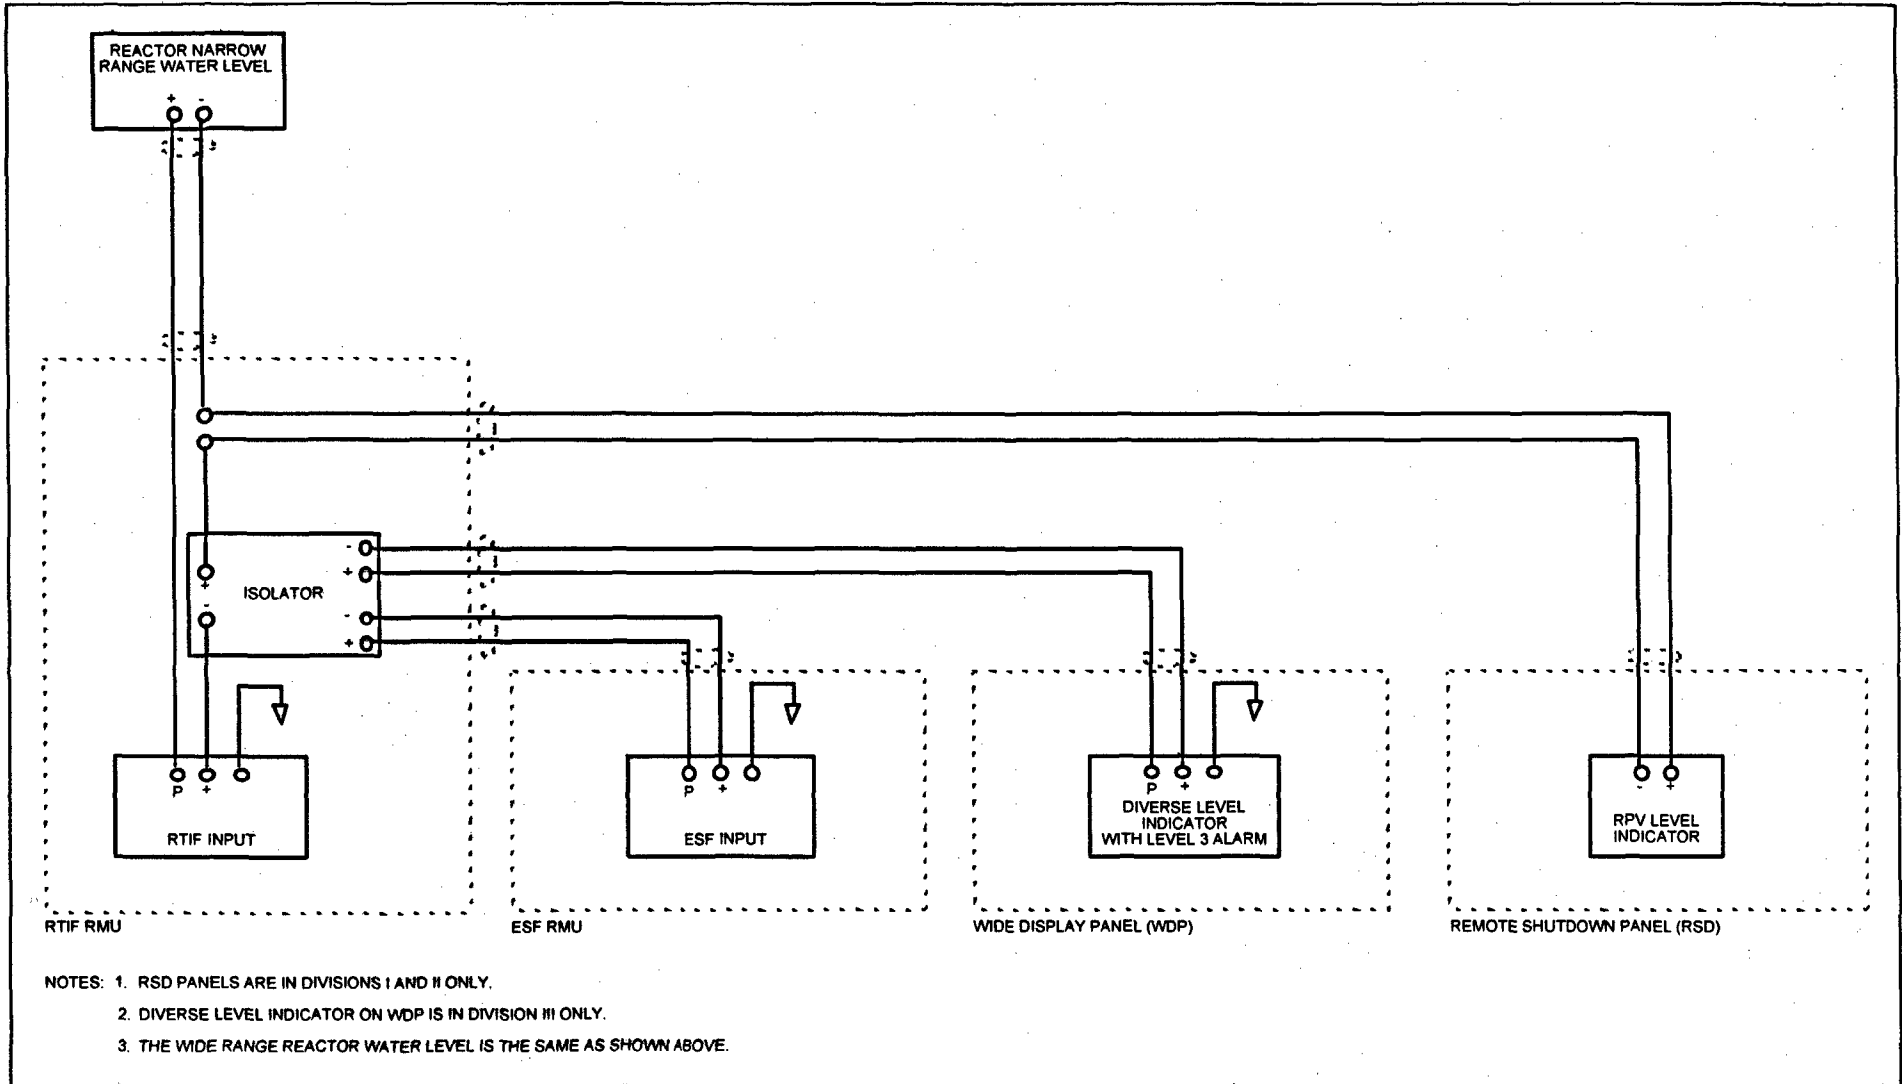 REACTOR NARROW
RANGE WATER LEVEL
+ -
ISOLATOR
+
-
-
+
-
+
P +
RTIF INPUT
P +
ESF INPUT
P +
DIVERSE LEVEL
INDICATOR
WITH LEVEL 3 ALARM
- +
RPV LEVEL
INDICATOR
RTIF RMU
ESF RMU
WIDE DISPLAY PANEL (WDP)
REMOTE SHUTDOWN PANEL (RSD)
NOTES: 1. RSD PANELS ARE IN DIVISIONS I AND II ONLY.
2. DIVERSE LEVEL INDICATOR ON WDP IS IN DIVISION III ONLY.
3. THE WIDE RANGE REACTOR WATER LEVEL IS THE SAME AS SHOWN ABOVE.